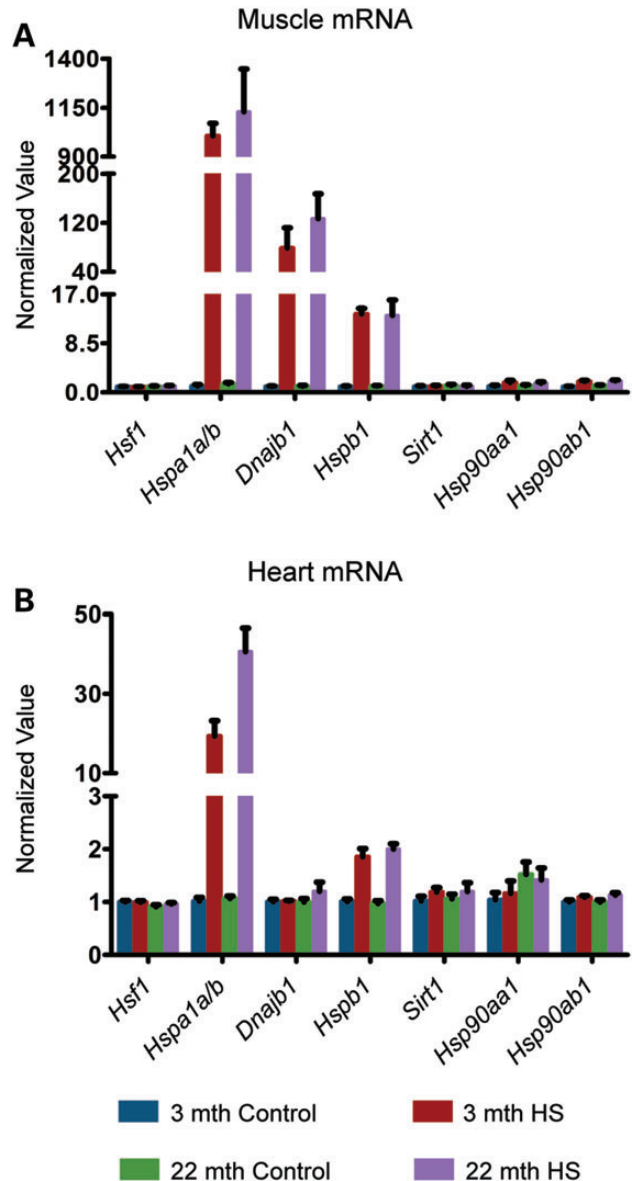 A
Muscle mRNA
Normalized Value
1400
1150
900
200
120
40
17.0
8.5
0.0
Hsf1
Hspa1a/b
Dnajb1
Hspb1
Sirt1
Hsp90aa1
Hsp90ab1
B
Heart mRNA
Normalized Value
50
30
10
3
2
1
0
Hsf1
Hspa1a/b
Dnajb1
Hspb1
Sirt1
Hsp90aa1
Hsp90ab1
3 mth Control
3 mth HS
22 mth Control
22 mth HS